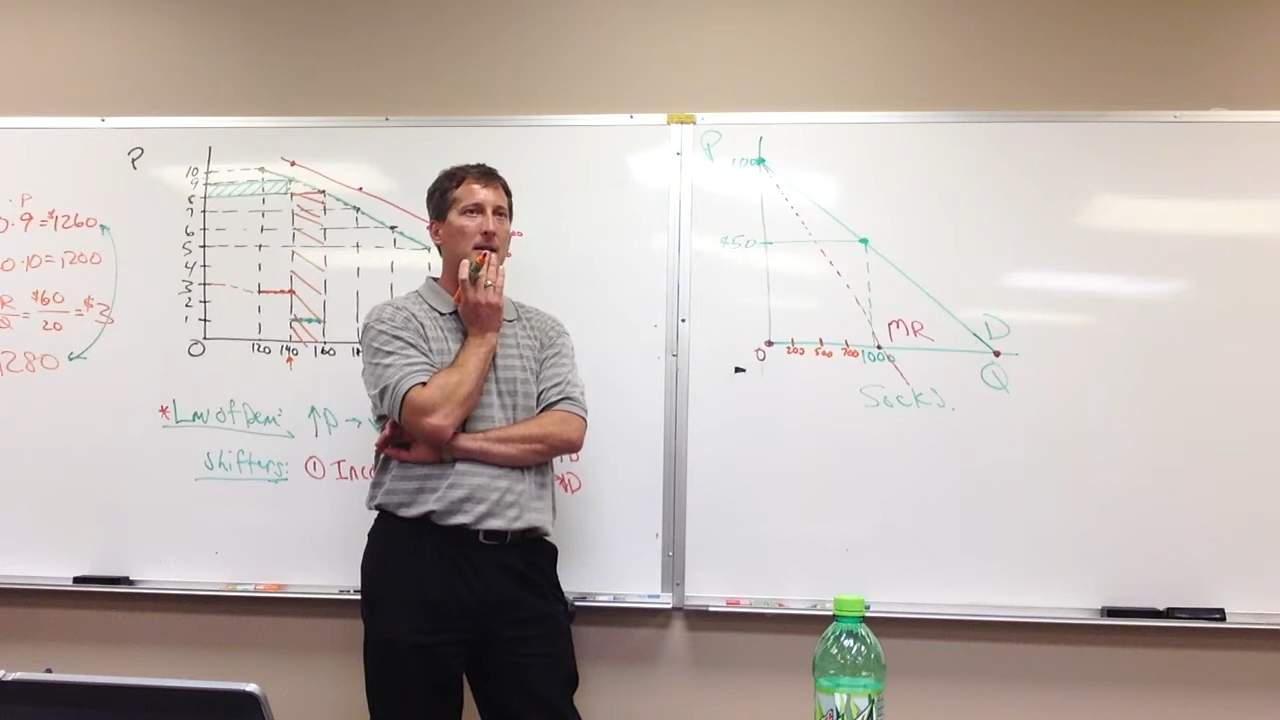 P
· 9 = $1260
0 · 10 = 1200
= $60/20 = $3
1280
P
10
9
8
7
6
5
4
3
2
1
0
120 140 160
*Law of Dem:
↑P →
Shifters: ① Inc
D
P
100
$50
0 200 500 700 1000
MR
D
Q
Socks.